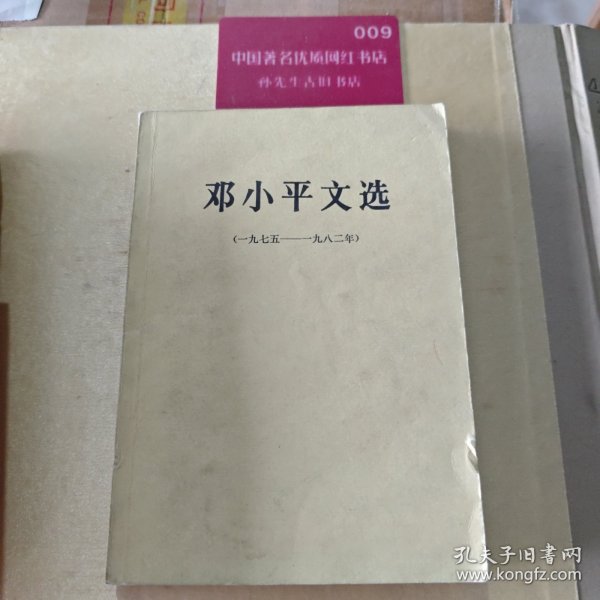 009
中国著名优质网红书店
孙先生古旧书店
邓小平文选
(一九七五——一九八二年)
孔夫子旧书网
www.kongfz.com